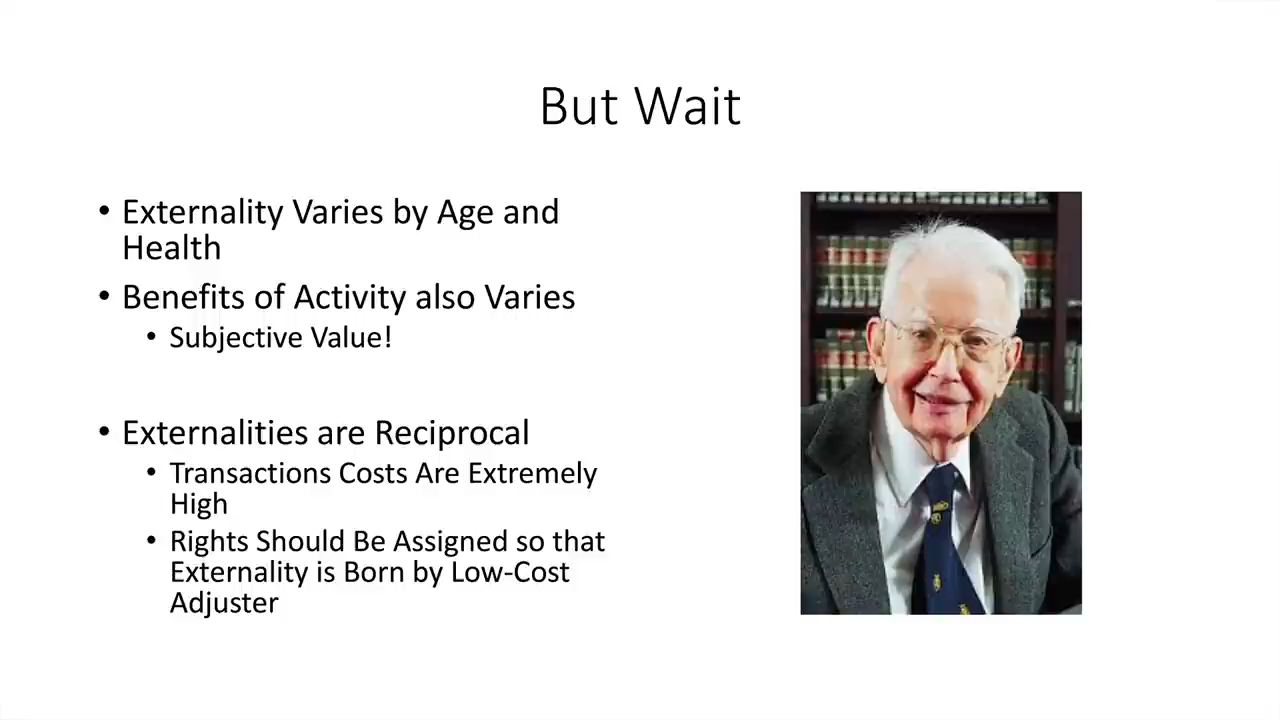 But Wait
• Externality Varies by Age and
Health
• Benefits of Activity also Varies
• Subjective Value!
• Externalities are Reciprocal
• Transactions Costs Are Extremely
High
• Rights Should Be Assigned so that
Externality is Born by Low-Cost
Adjuster